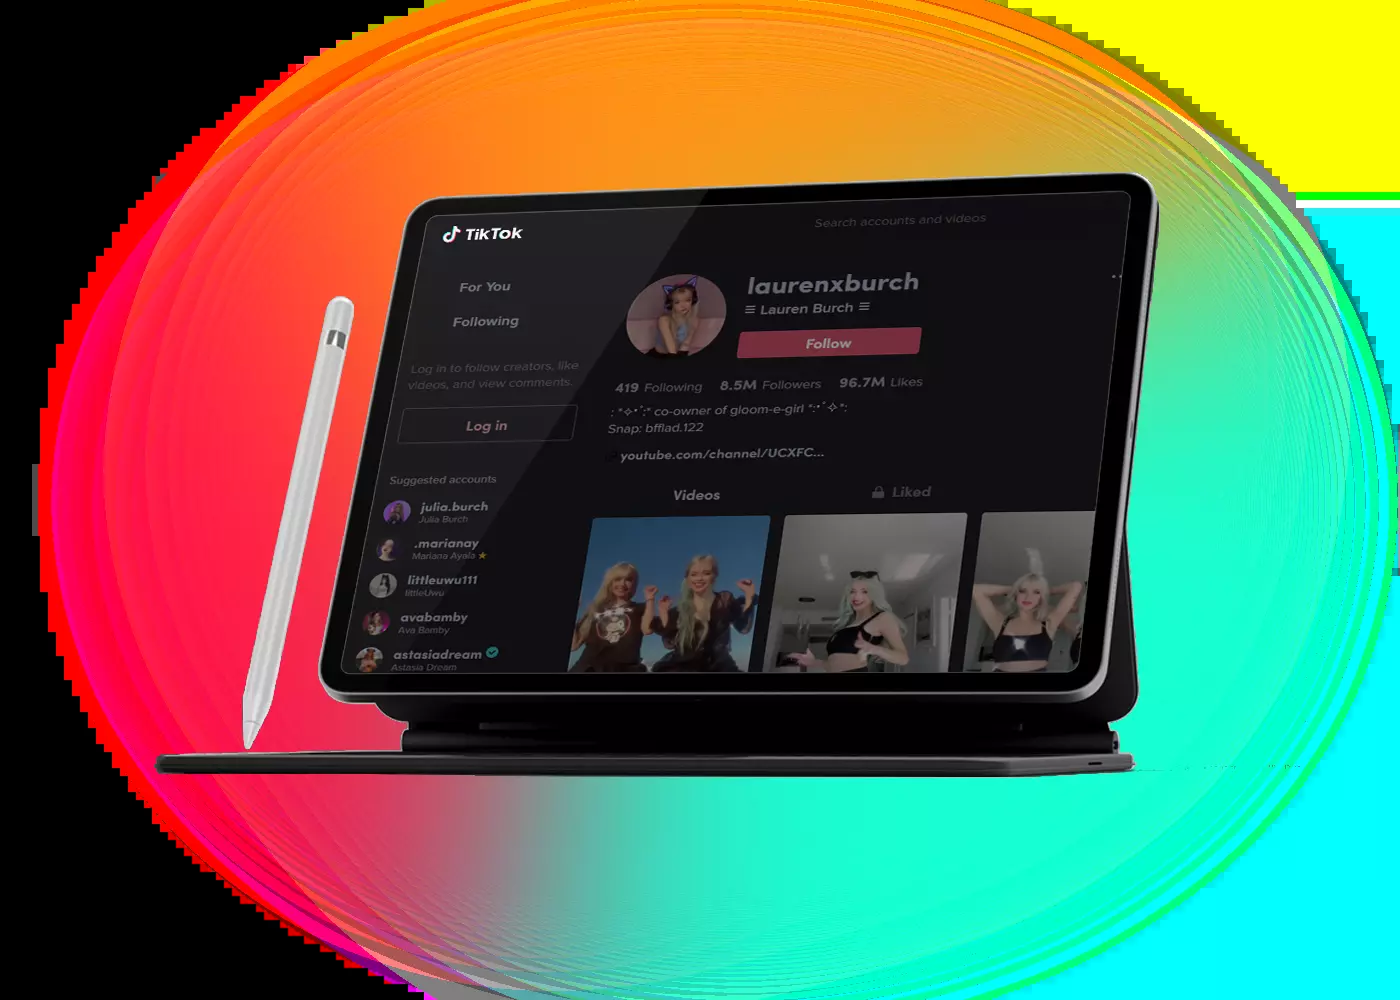 TikTok
Search accounts and videos
For You
Following
Log in to follow creators, like
videos, and view comments.
Log in
Suggested accounts
julia.burch
Julia Burch
.marianay
Mariana Ayala ★
littleuwu111
littleUwu
avabamby
Ava Bamby
astasiadream
Astasia Dream
laurenxburch
☰ Lauren Burch ☰
Follow
419 Following 8.5M Followers 96.7M Likes
: *✧•ﾟ:* co-owner of gloom-e-girl *:•ﾟ✧*:
Snap: bfflad.122
youtube.com/channel/UCXFC...
Videos
Liked